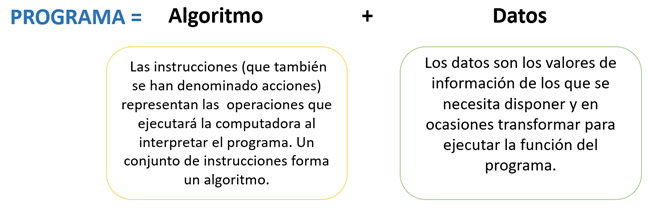 PROGRAMA = Algoritmo + Datos
Las instrucciones (que también
se han denominado acciones)
representan las operaciones que
ejecutará la computadora al
interpretar el programa. Un
conjunto de instrucciones forma
un algoritmo.
Los datos son los valores de
información de los que se
necesita disponer y en
ocasiones transformar para
ejecutar la función del
programa.